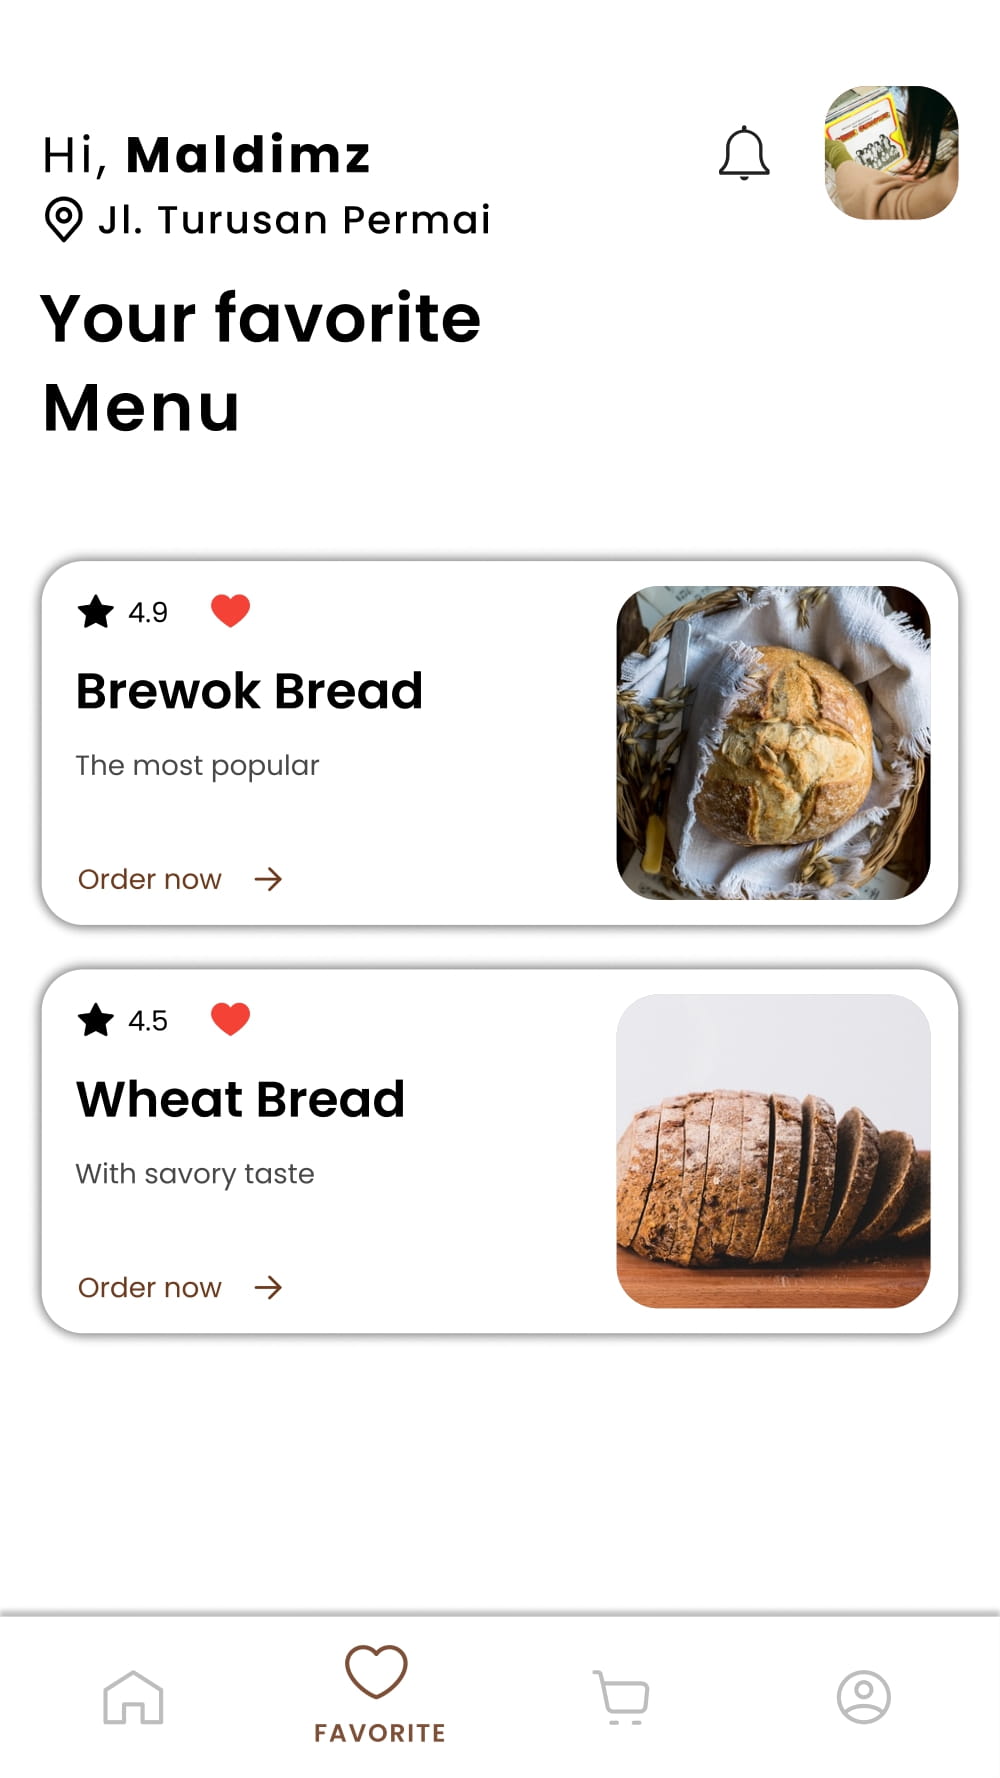 Hi, Maldimz
Jl. Turusan Permai
Your favorite
Menu
4.9
Brewok Bread
The most popular
Order now
4.5
Wheat Bread
With savory taste
Order now
FAVORITE